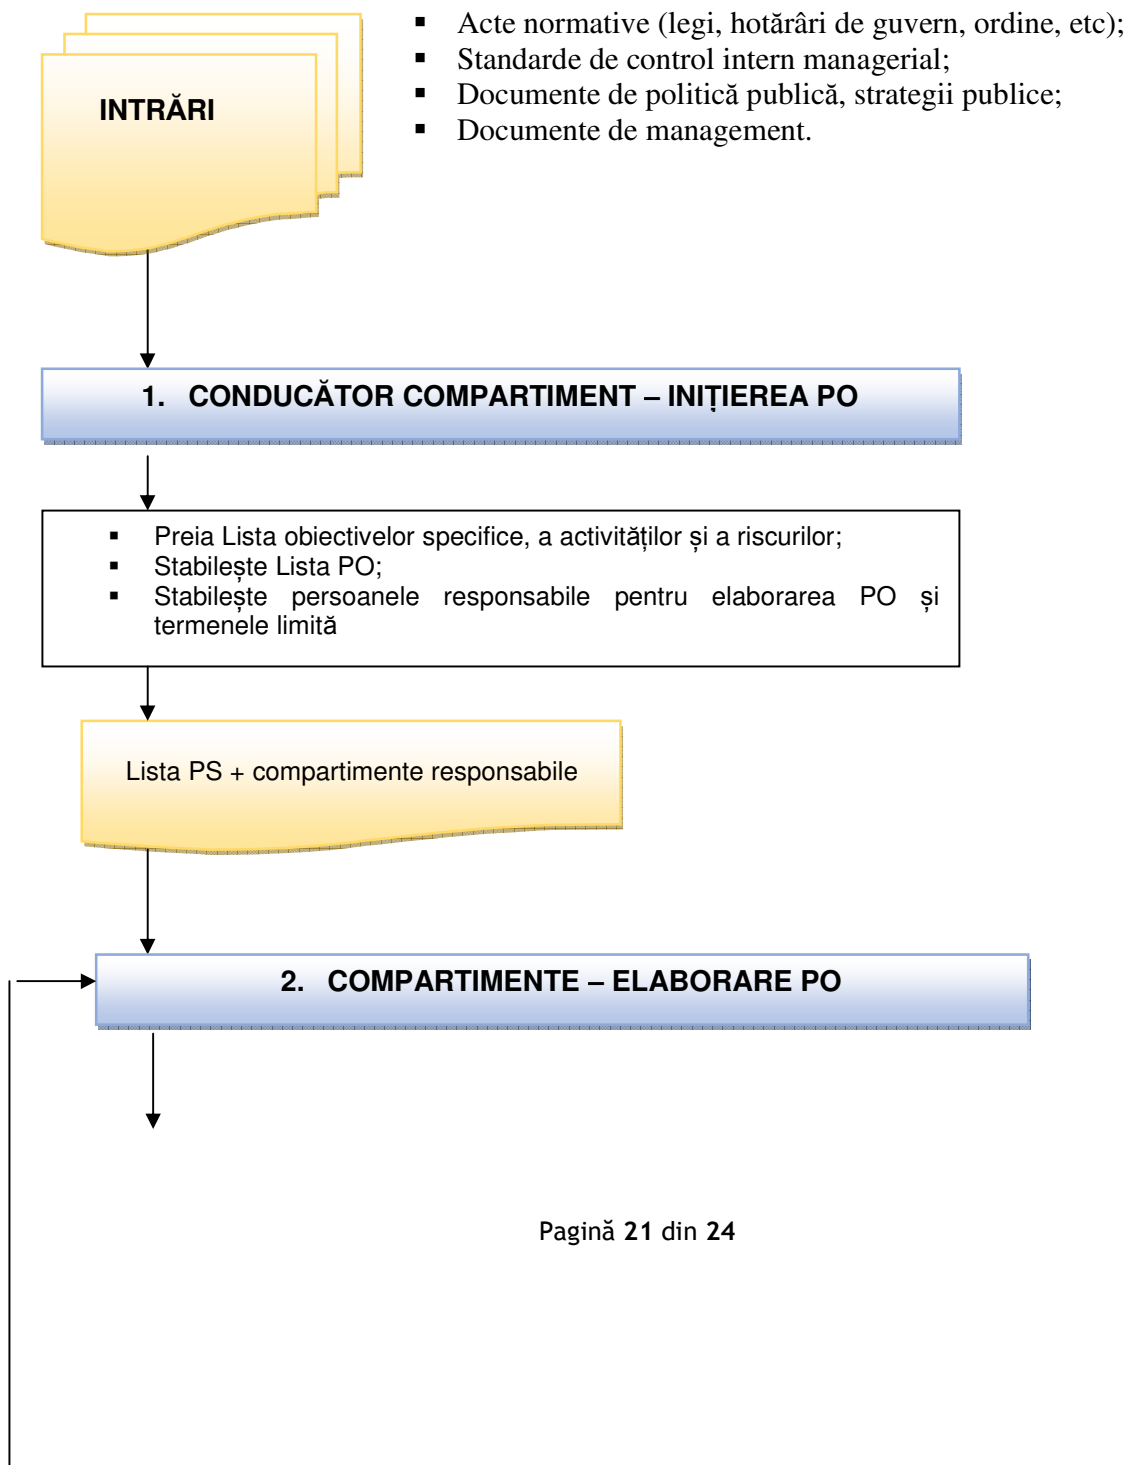 INTRĂRI
▪ Acte normative (legi, hotărâri de guvern, ordine, etc);
▪ Standarde de control intern managerial;
▪ Documente de politică publică, strategii publice;
▪ Documente de management.
1. CONDUCĂTOR COMPARTIMENT – INIȚIEREA PO
▪ Preia Lista obiectivelor specifice, a activităților și a riscurilor;
▪ Stabilește Lista PO;
▪ Stabilește persoanele responsabile pentru elaborarea PO și
termenele limită
Lista PS + compartimente responsabile
2. COMPARTIMENTE – ELABORARE PO
Pagină 21 din 24